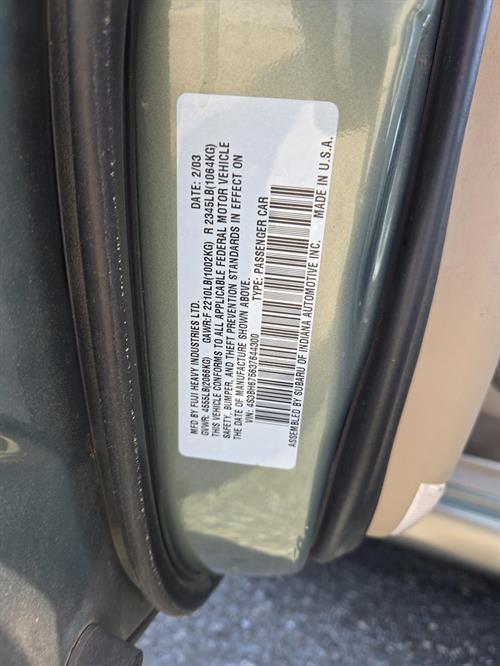 MFD BY FUJI HEAVY INDUSTRIES LTD. DATE: 2/03
GVWR: 4555LB(2066KG) GAWR:F 2210LB(1002KG) R 2345LB(1064KG)
THIS VEHICLE CONFORMS TO ALL APPLICABLE FEDERAL MOTOR VEHICLE
SAFETY, BUMPER, AND THEFT PREVENTION STANDARDS IN EFFECT ON
THE DATE OF MANUFACTURE SHOWN ABOVE.
VIN: 4S3BH675637644300 TYPE: PASSENGER CAR
ASSEMBLED BY SUBARU OF INDIANA AUTOMOTIVE INC. MADE IN U.S.A.